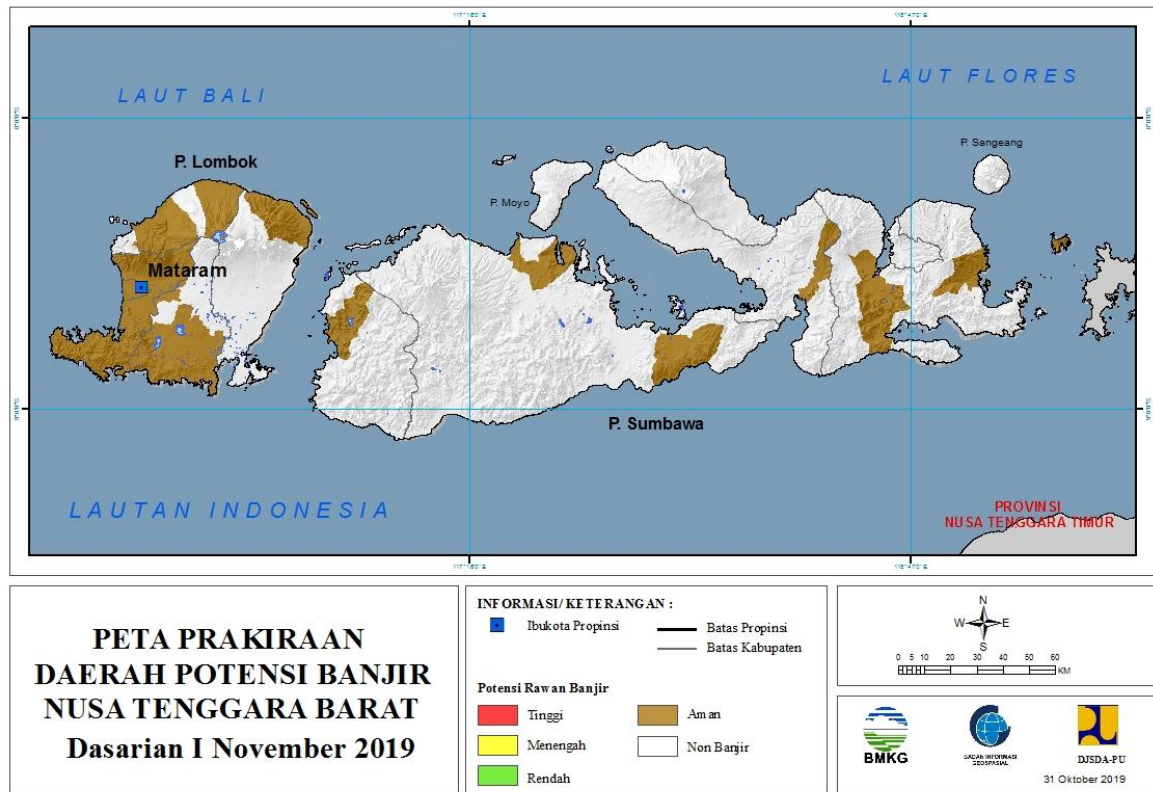 LAUT BALI
LAUT FLORES
P. Sangeang
P. Lombok
P. Moyo
Mataram
P. Sumbawa
LAUTAN INDONESIA
PROVINSI
NUSA TENGGARA TIMUR
PETA PRAKIRAAN
DAERAH POTENSI BANJIR
NUSA TENGGARA BARAT
Dasarian I November 2019
INFORMASI/ KETERANGAN :
Ibukota Propinsi
Batas Propinsi
Batas Kabupaten
Potensi Rawan Banjir
Tinggi
Aman
Menengah
Non Banjir
Rendah
N
W E
S
0 5 10 20 30 40 50 60
KM
BMKG
BADAN INFORMASI
GEOSPASIAL
DJSDA-PU
31 Oktober 2019